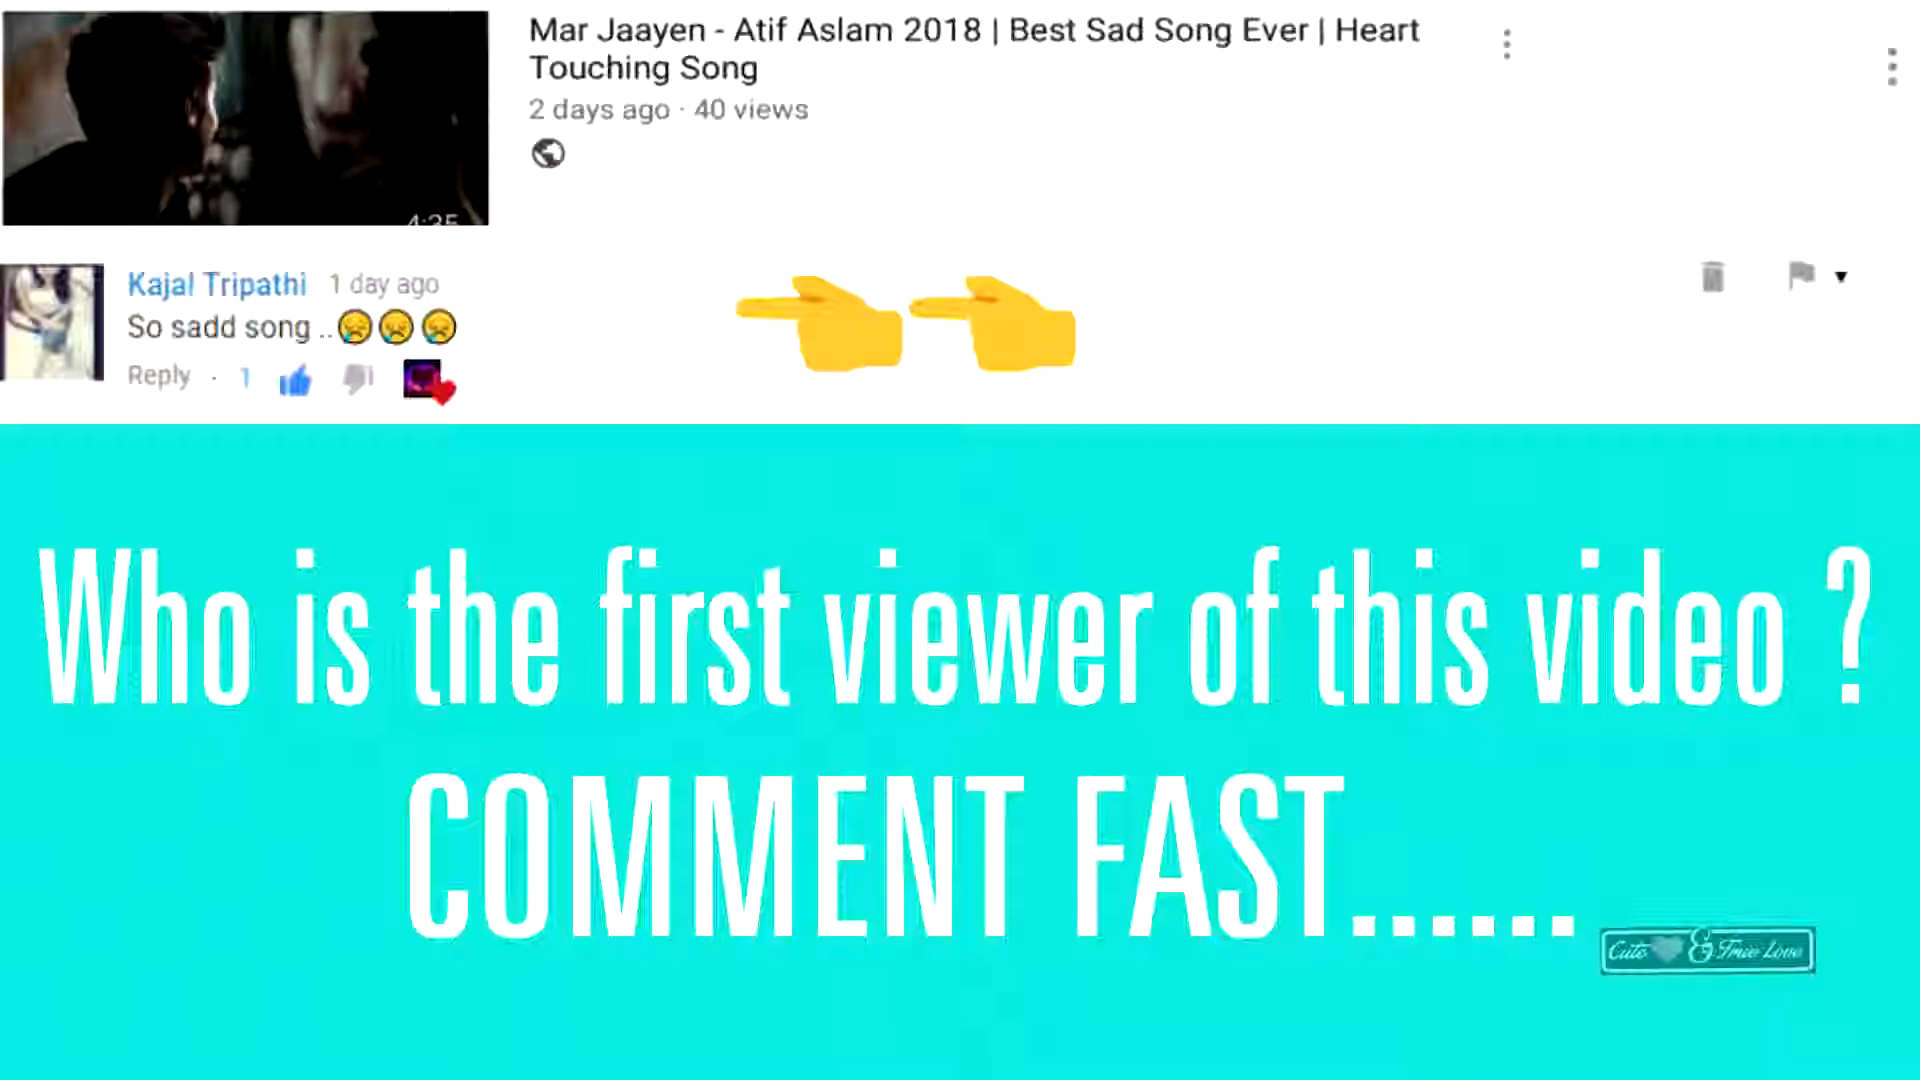 Mar Jaayen - Atif Aslam 2018 | Best Sad Song Ever | Heart
Touching Song
2 days ago · 40 views
4:35
Kajal Tripathi 1 day ago
So sadd song ..😢😢😢
Reply · 1
Who is the first viewer of this video ?
COMMENT FAST......
Cute & True Love